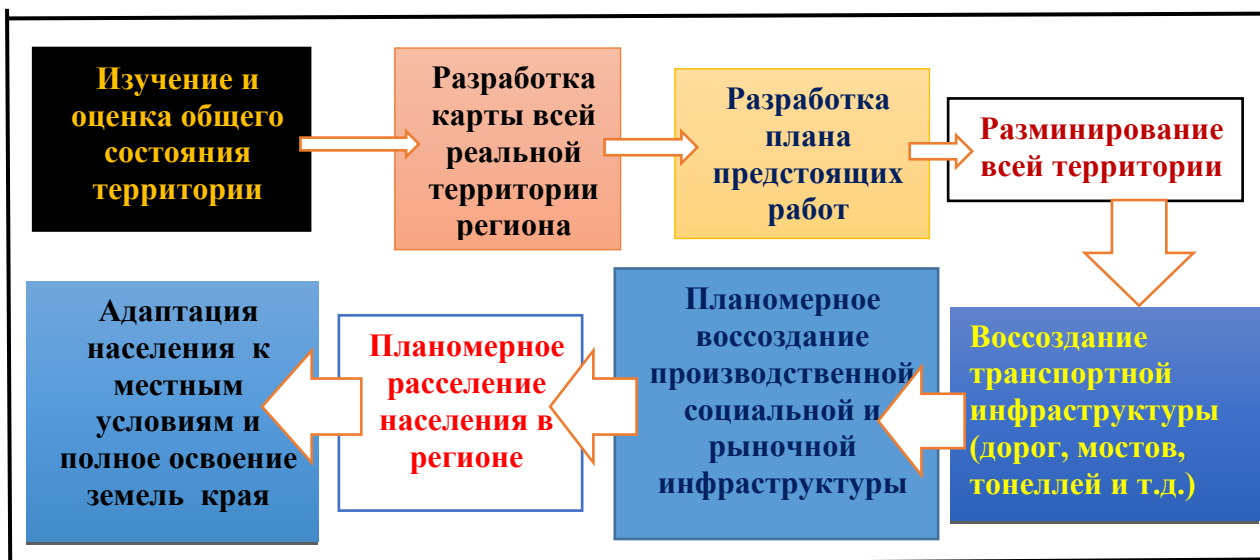 Изучение и
оценка общего
состояния
территории
Разработка
карты всей
реальной
территории
региона
Разработка
плана
предстоящих
работ
Разминирование
всей территории
Воссоздание
транспортной
инфраструктуры
(дорог, мостов,
тонеллей и т.д.)
Планомерное
воссоздание
производственной
социальной и
рыночной
инфраструктуры
Планомерное
расселение
населения в
регионе
Адаптация
населения к
местным
условиям и
полное освоение
земель края